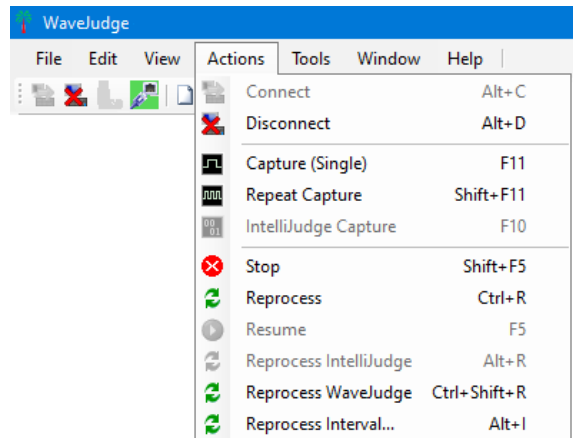 WaveJudge
File Edit View Actions Tools Window Help
Connect Alt+C
Disconnect Alt+D
Capture (Single) F11
Repeat Capture Shift+F11
00
01
IntelliJudge Capture F10
Stop Shift+F5
Reprocess Ctrl+R
Resume F5
Reprocess IntelliJudge Alt+R
Reprocess WaveJudge Ctrl+Shift+R
Reprocess Interval... Alt+I